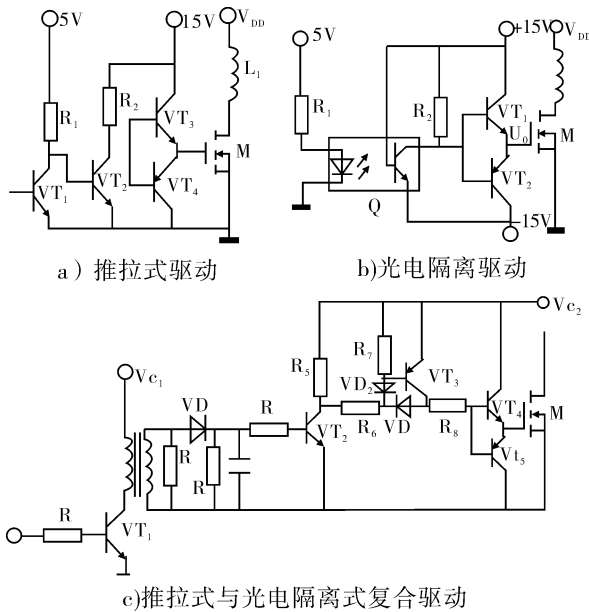 5V
15V
VDD
L1
R1
R2
VT3
M
VT1
VT2
VT4
a）推拉式驱动
5V
+15V
VDD
R1
R2
VT1
U0
M
VT2
Q
-15V
b)光电隔离驱动
Vc1
Vc2
R5
R7
VT3
VD2
VD
R
VT2
R6
VD
R8
VT4
M
Vt5
R
R
R
VT1
c)推拉式与光电隔离式复合驱动